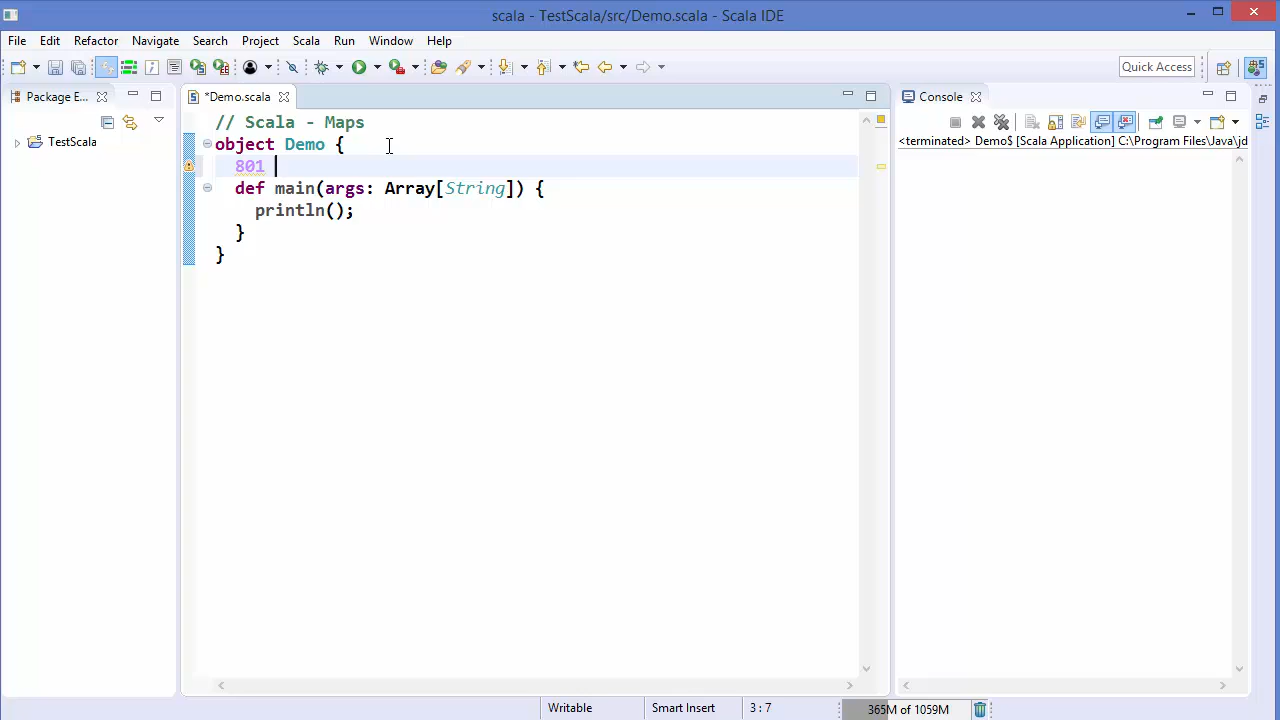 scala - TestScala/src/Demo.scala - Scala IDE
File Edit Refactor Navigate Search Project Scala Run Window Help
Quick Access
Package E...
*Demo.scala
Console
TestScala
<terminated> Demo$ [Scala Application] C:\Program Files\Java\jd
// Scala - Maps
object Demo {
801
def main(args: Array[String]) {
println();
}
}
Writable
Smart Insert
3 : 7
365M of 1059M